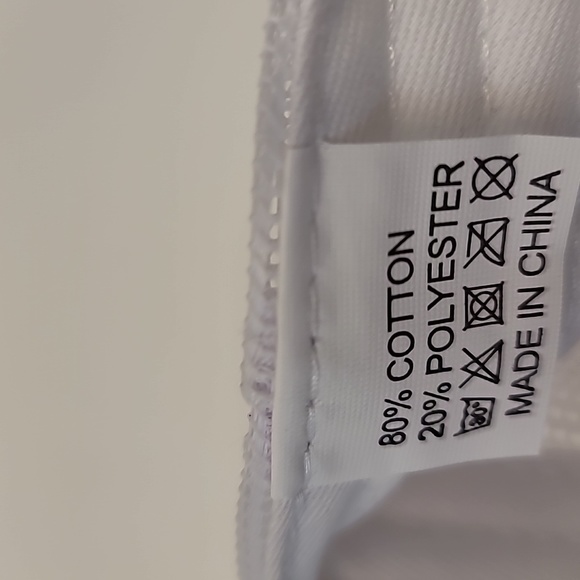 80% COTTON
20% POLYESTER
MADE IN CHINA